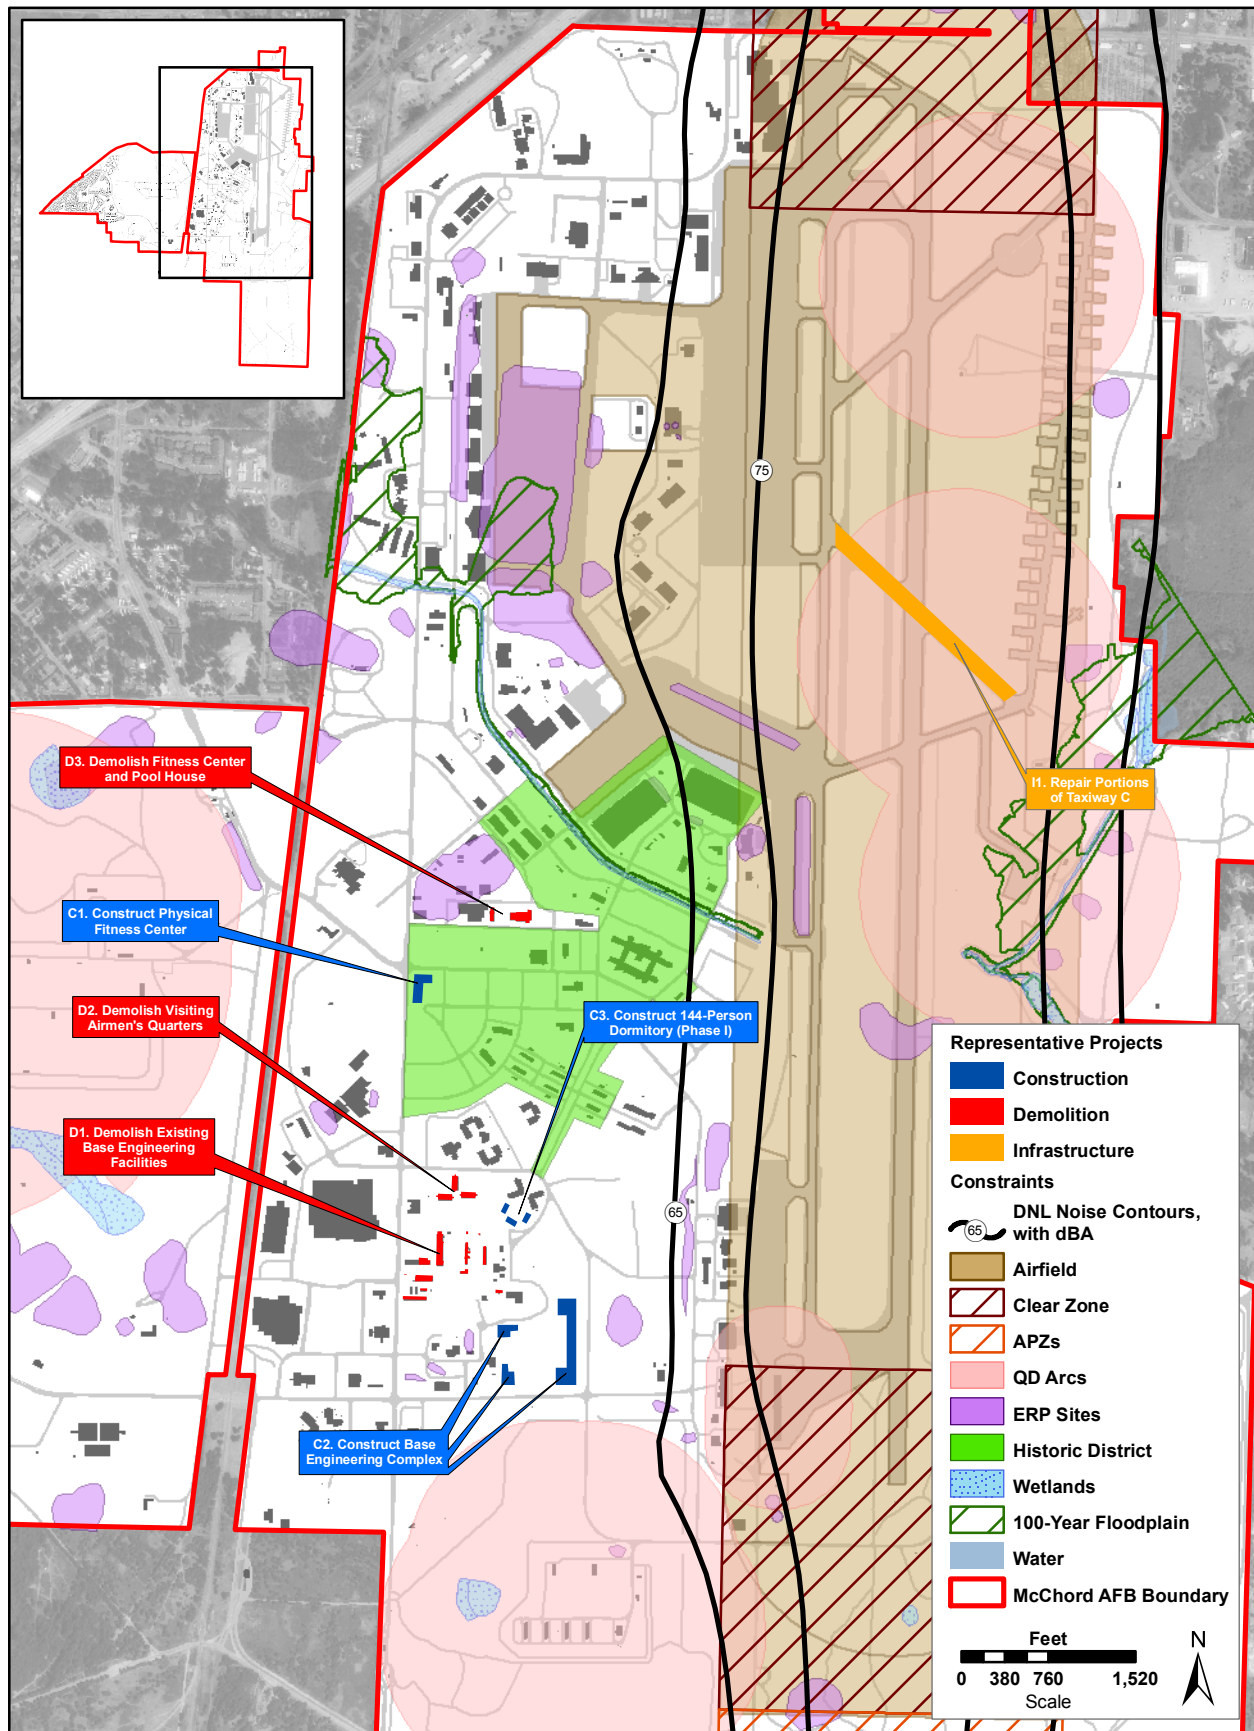 75
D3. Demolish Fitness Center
and Pool House
I1. Repair Portions
of Taxiway C
C1. Construct Physical
Fitness Center
D2. Demolish Visiting
Airmen's Quarters
C3. Construct 144-Person
Dormitory (Phase I)
D1. Demolish Existing
Base Engineering
Facilities
65
C2. Construct Base
Engineering Complex
Representative Projects
Construction
Demolition
Infrastructure
Constraints
DNL Noise Contours,
with dBA
65
Airfield
Clear Zone
APZs
QD Arcs
ERP Sites
Historic District
Wetlands
100-Year Floodplain
Water
McChord AFB Boundary
Feet
0 380 760 1,520
Scale
N